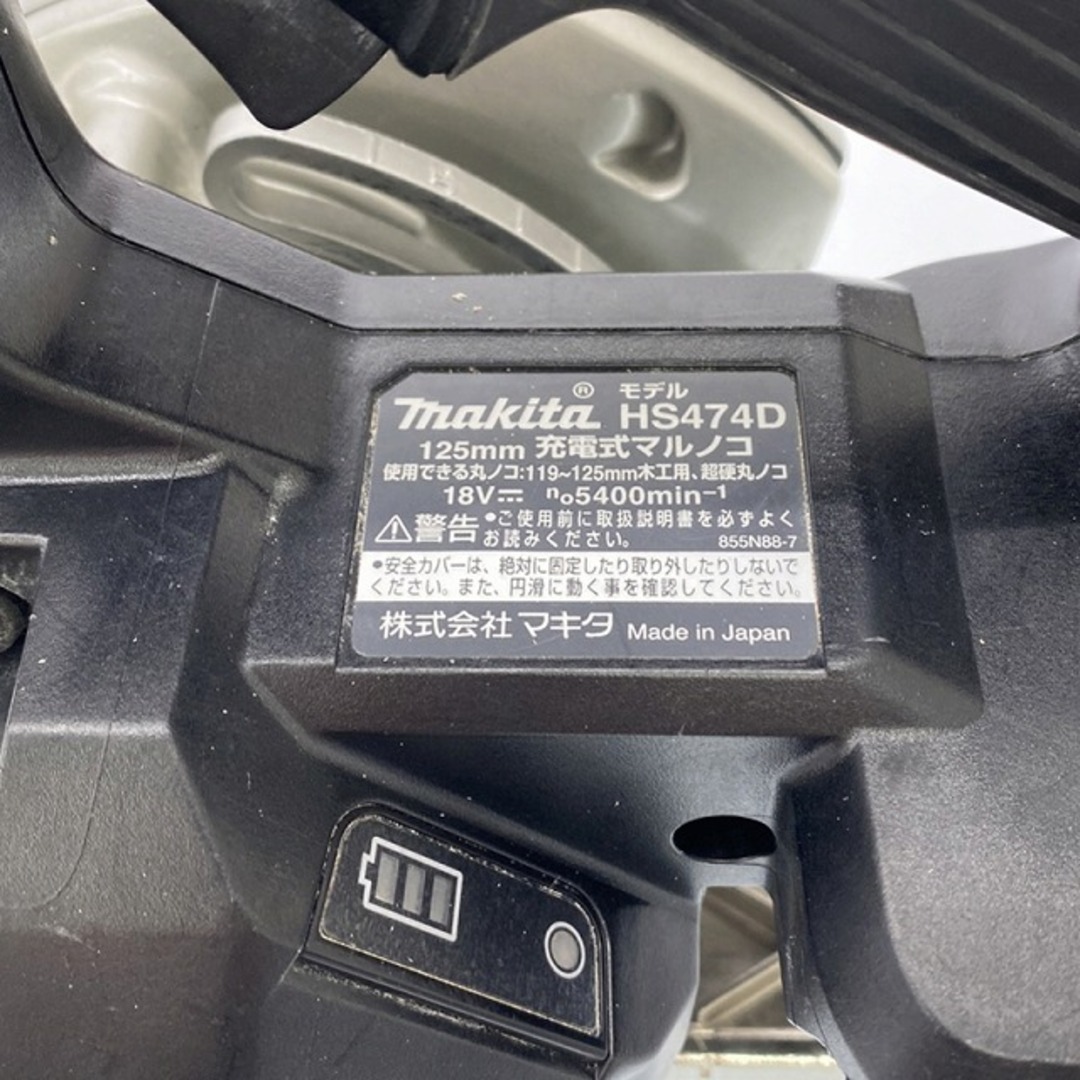 makita® モデル HS474D
125mm 充電式マルノコ
使用できる丸ノコ:119~125mm木工用、超硬丸ノコ
18V⎓ n₀5400min⁻¹
⚠警告 •ご使用前に取扱説明書を必ずよく
お読みください。 855N88-7
•安全カバーは、絶対に固定したり取り外したりしないで
ください。また、円滑に動く事を確認してください。
株式会社 マキタ Made in Japan